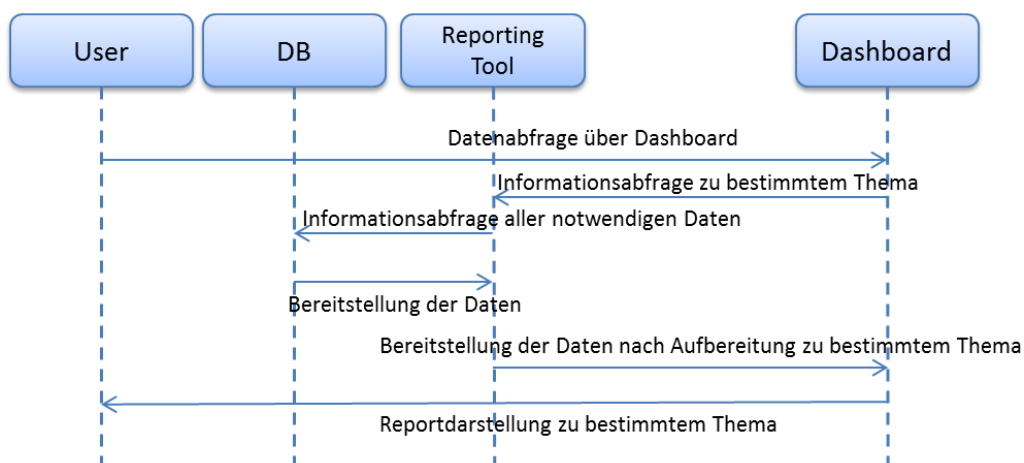 User
DB
Reporting
Tool
Dashboard
Datenabfrage über Dashboard
Informationsabfrage zu bestimmtem Thema
Informationsabfrage aller notwendigen Daten
Bereitstellung der Daten
Bereitstellung der Daten nach Aufbereitung zu bestimmtem Thema
Reportdarstellung zu bestimmtem Thema